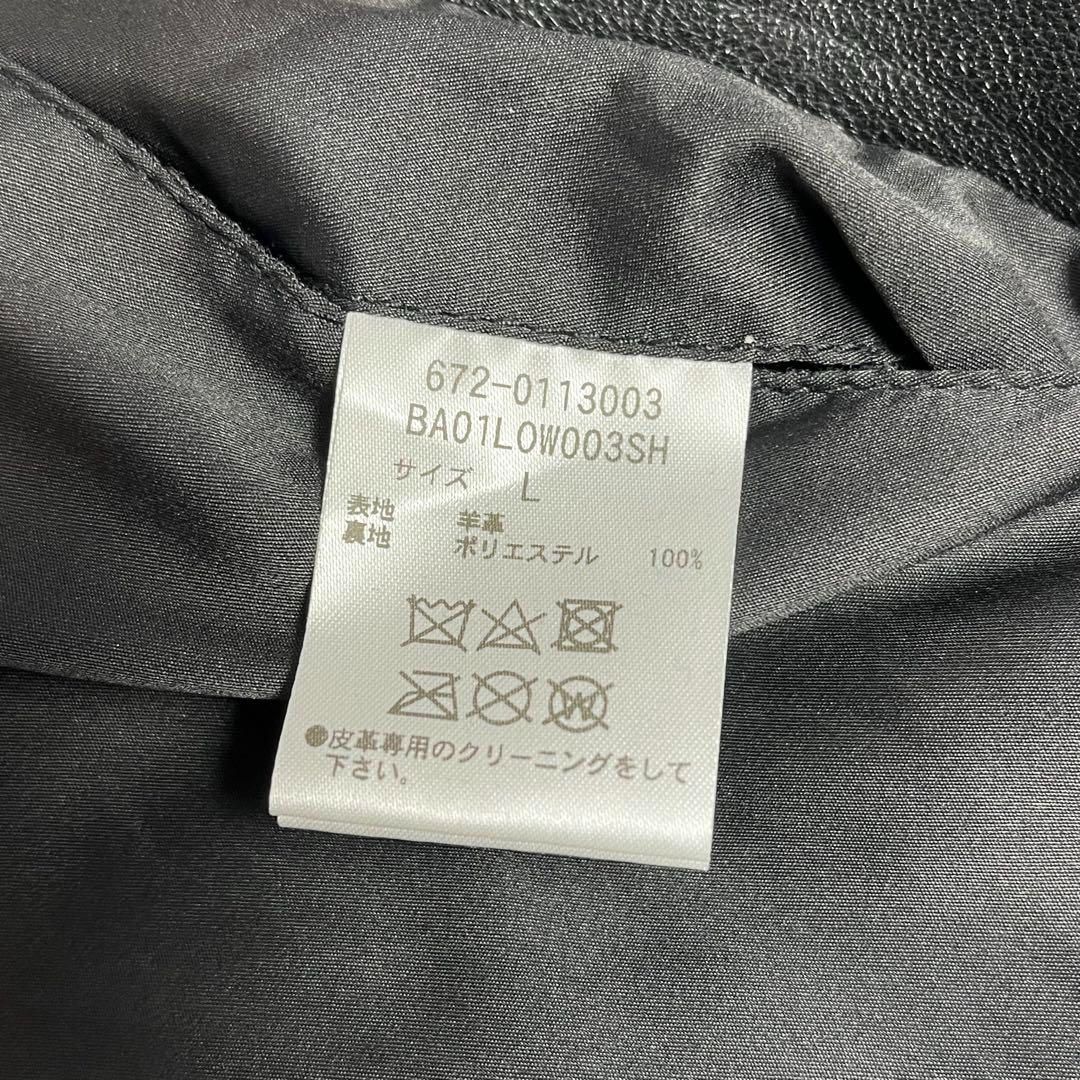 672-0113003
BA01LOW003SH
サイズ L
表地 羊革
裏地 ポリエステル 100%
W
●皮革専用のクリーニングをして
下さい。